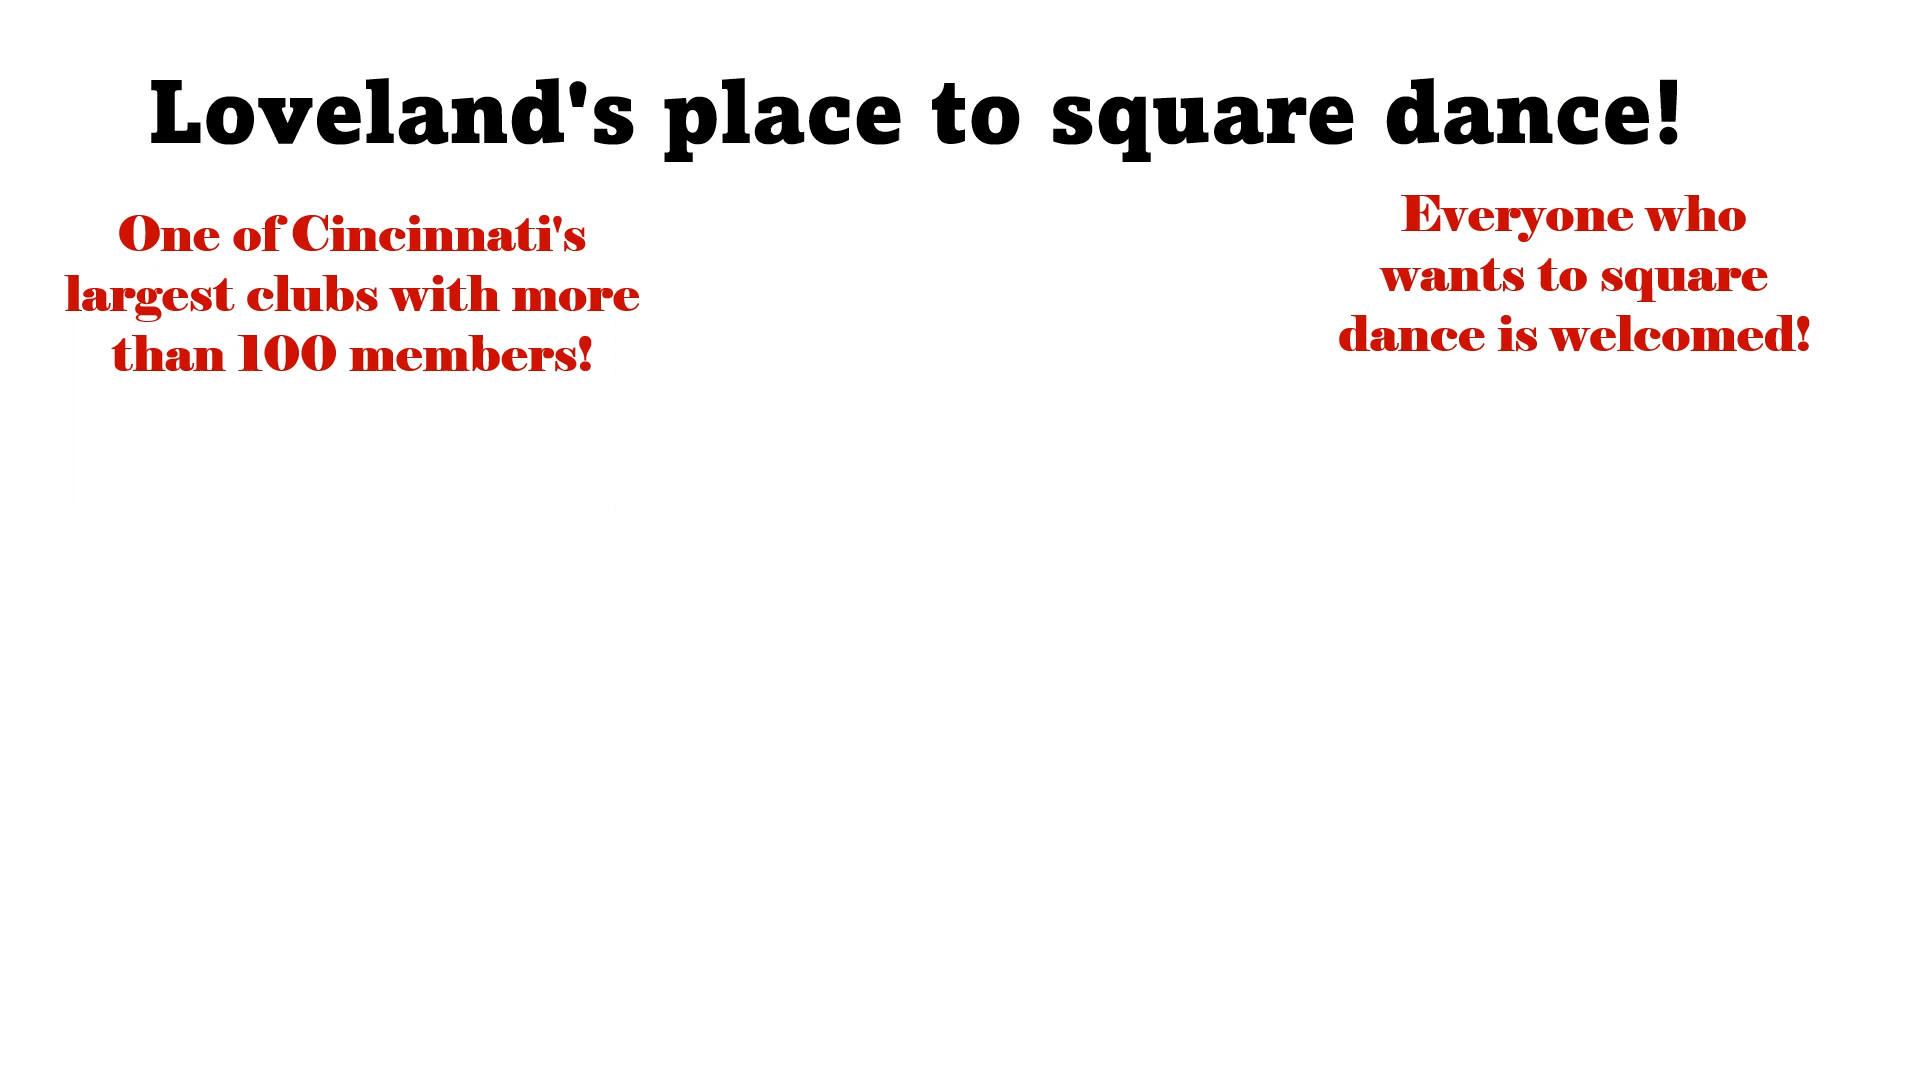 Loveland's place to square dance!
One of Cincinnati's
largest clubs with more
than 100 members!
Everyone who
wants to square
dance is welcomed!